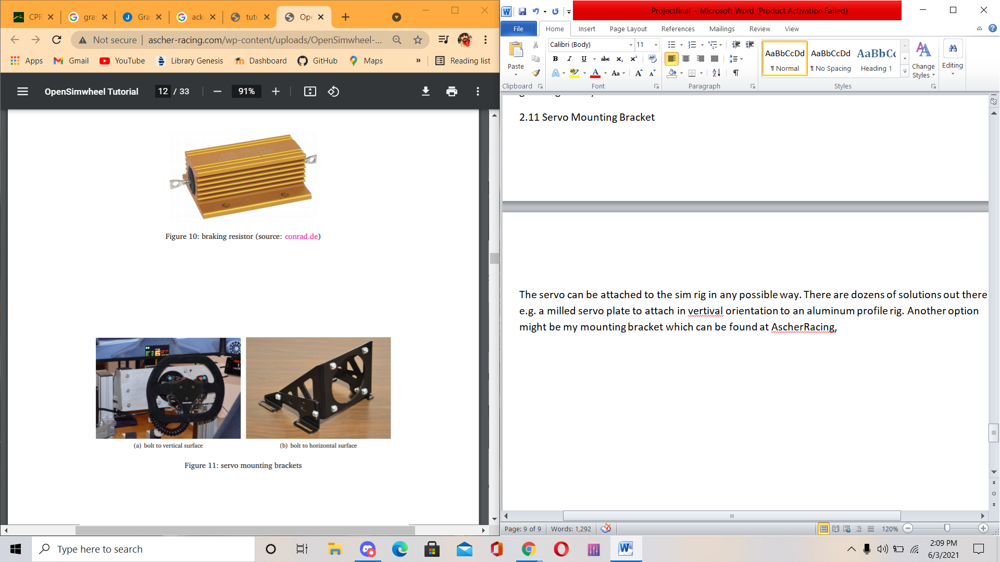 CPR
gra
Gra
ack
tuto
Ope
Not secure
ascher-racing.com/wp-content/uploads/OpenSimwheel-...
Apps
Gmail
YouTube
Library Genesis
Dashboard
GitHub
Maps
»
Reading list
OpenSimwheel Tutorial
12 / 33
91%
Figure 10: braking resistor (source: conrad.de)
(a) bolt to vertical surface
(b) bolt to horizontal surface
Figure 11: servo mounting brackets
Projectfinal - Microsoft Word (Product Activation Failed)
File
Home
Insert
Page Layout
References
Mailings
Review
View
Paste
Clipboard
Calibri (Body)
11
Font
Paragraph
AaBbCcDd
¶ Normal
AaBbCcDd
¶ No Spacing
AaBbCc
Heading 1
Change
Styles
Styles
Editing
2.11 Servo Mounting Bracket
The servo can be attached to the sim rig in any possible way. There are dozens of solutions out there
e.g. a milled servo plate to attach in vertival orientation to an aluminum profile rig. Another option
might be my mounting bracket which can be found at AscherRacing,
Page: 9 of 9
Words: 1,292
120%
Type here to search
2:09 PM
6/3/2021